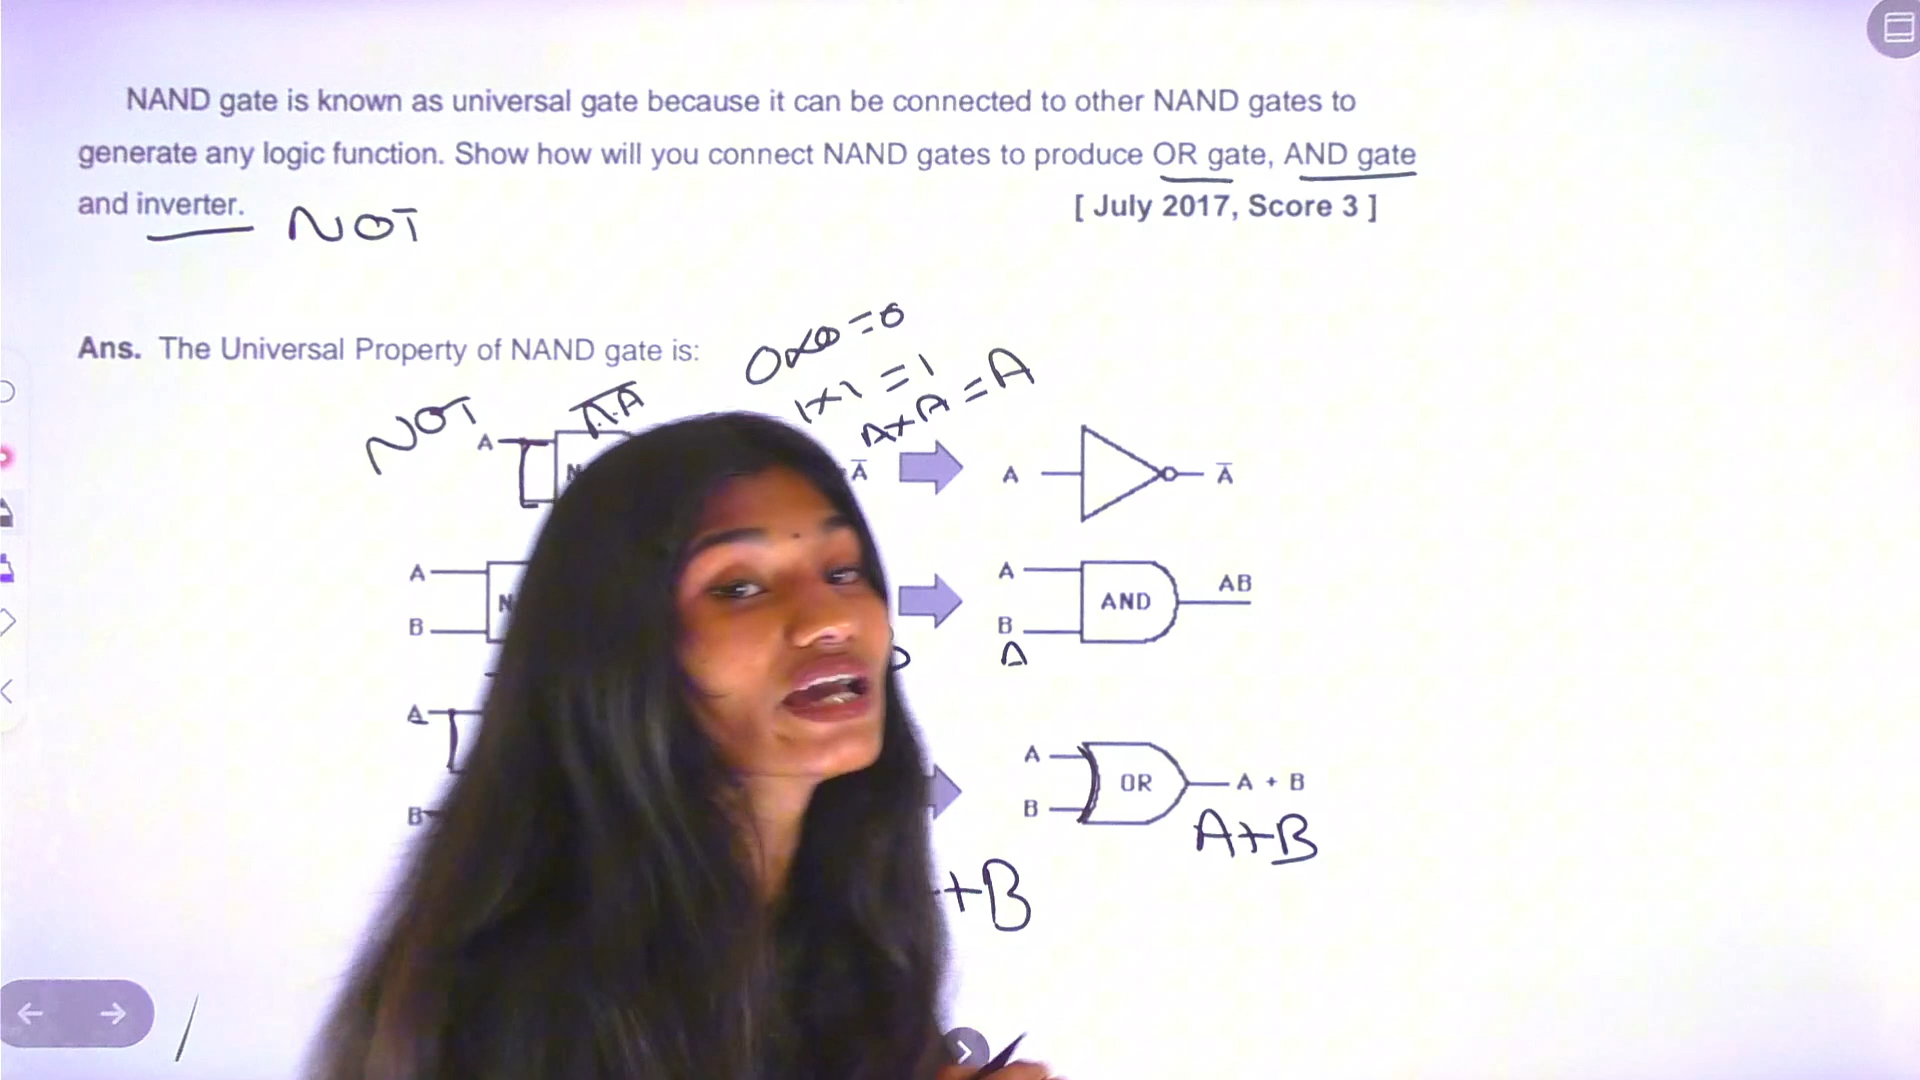 NAND gate is known as universal gate because it can be connected to other NAND gates to
generate any logic function. Show how will you connect NAND gates to produce OR gate, AND gate
and inverter. NOT [ July 2017, Score 3 ]
Ans. The Universal Property of NAND gate is:
0×0=0
1×1=1
A×A=A
NOT
A̅.̅A̅
A N A̅ A A̅
A N A AND AB
B B
A
A A OR A + B
B B
A+B
+B